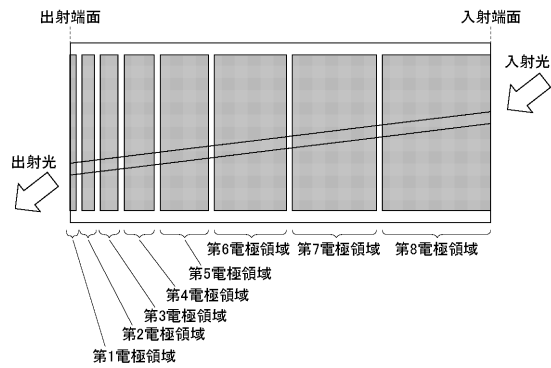 出射端面
入射端面
入射光
出射光
第6電極領域
第7電極領域
第8電極領域
第5電極領域
第4電極領域
第3電極領域
第2電極領域
第1電極領域